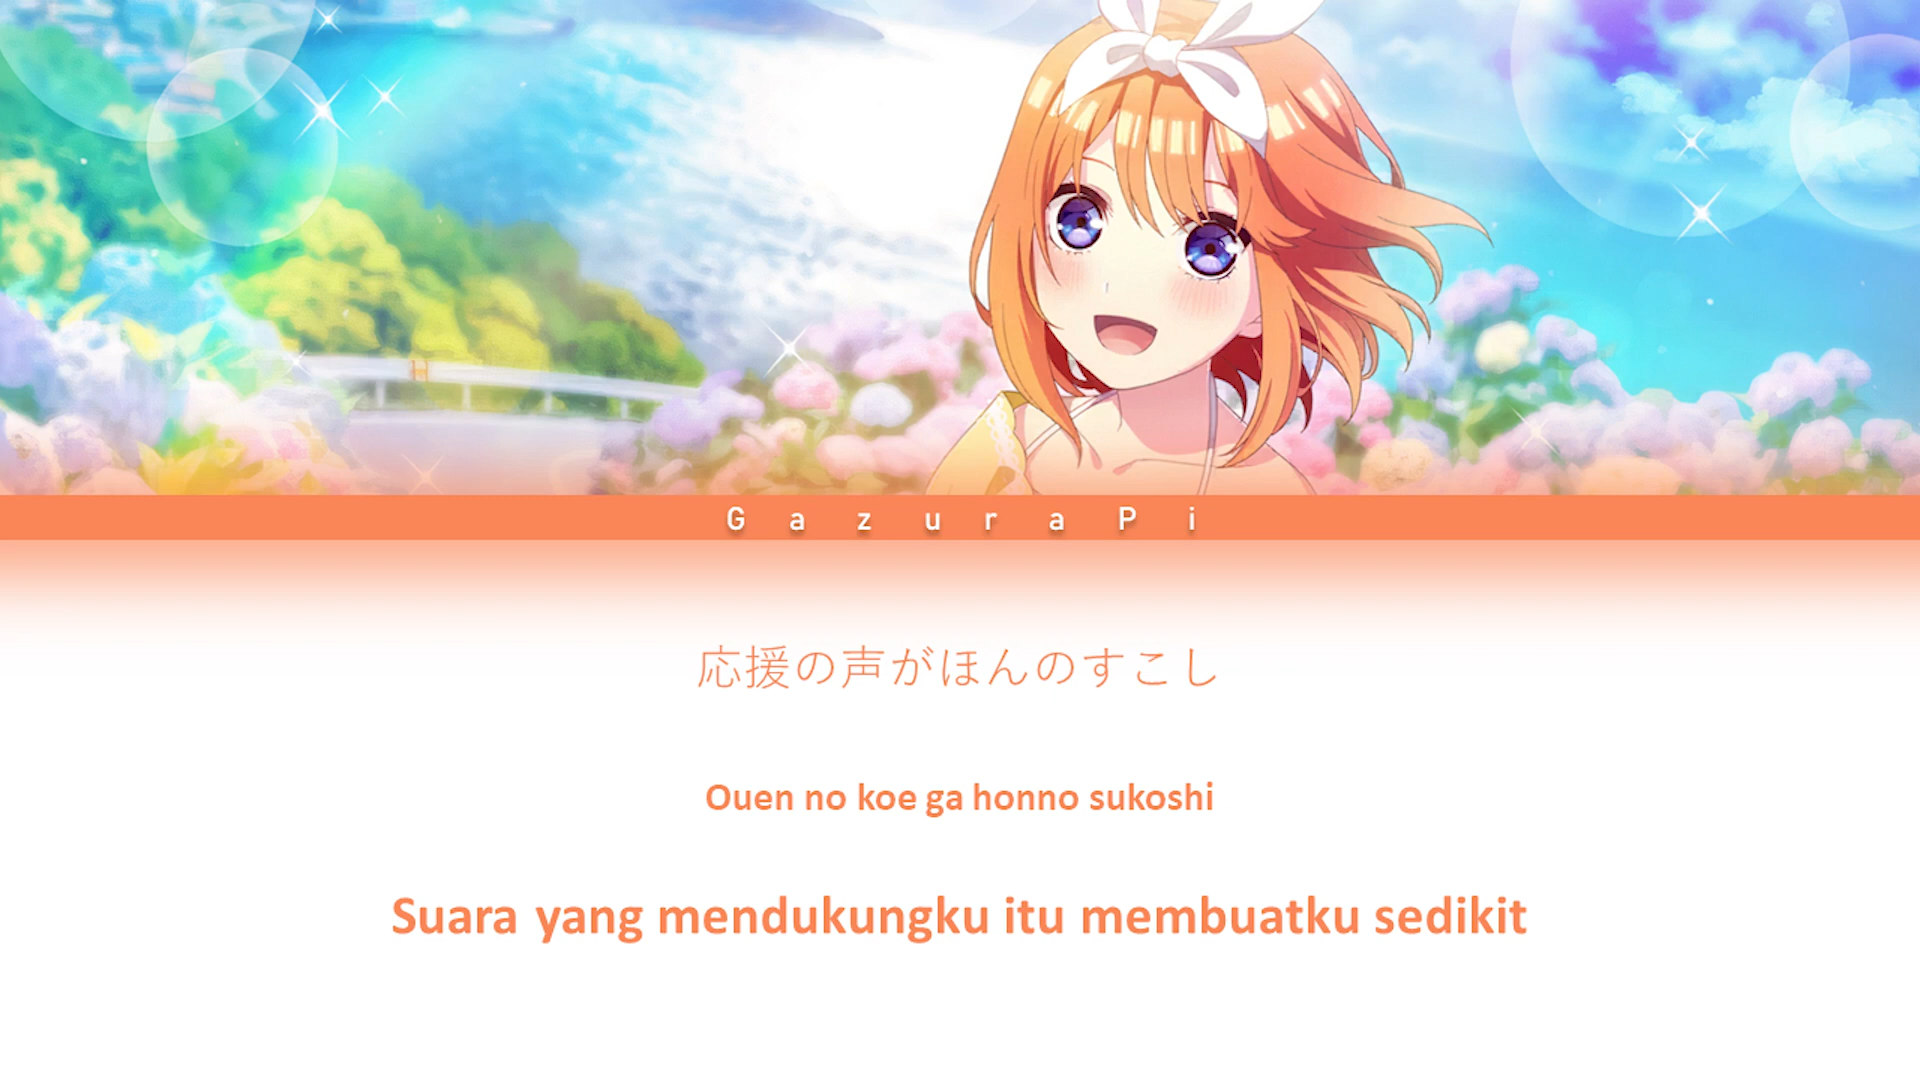 GazuraPi
応援の声がほんのすこし
Ouen no koe ga honno sukoshi
Suara yang mendukungku itu membuatku sedikit